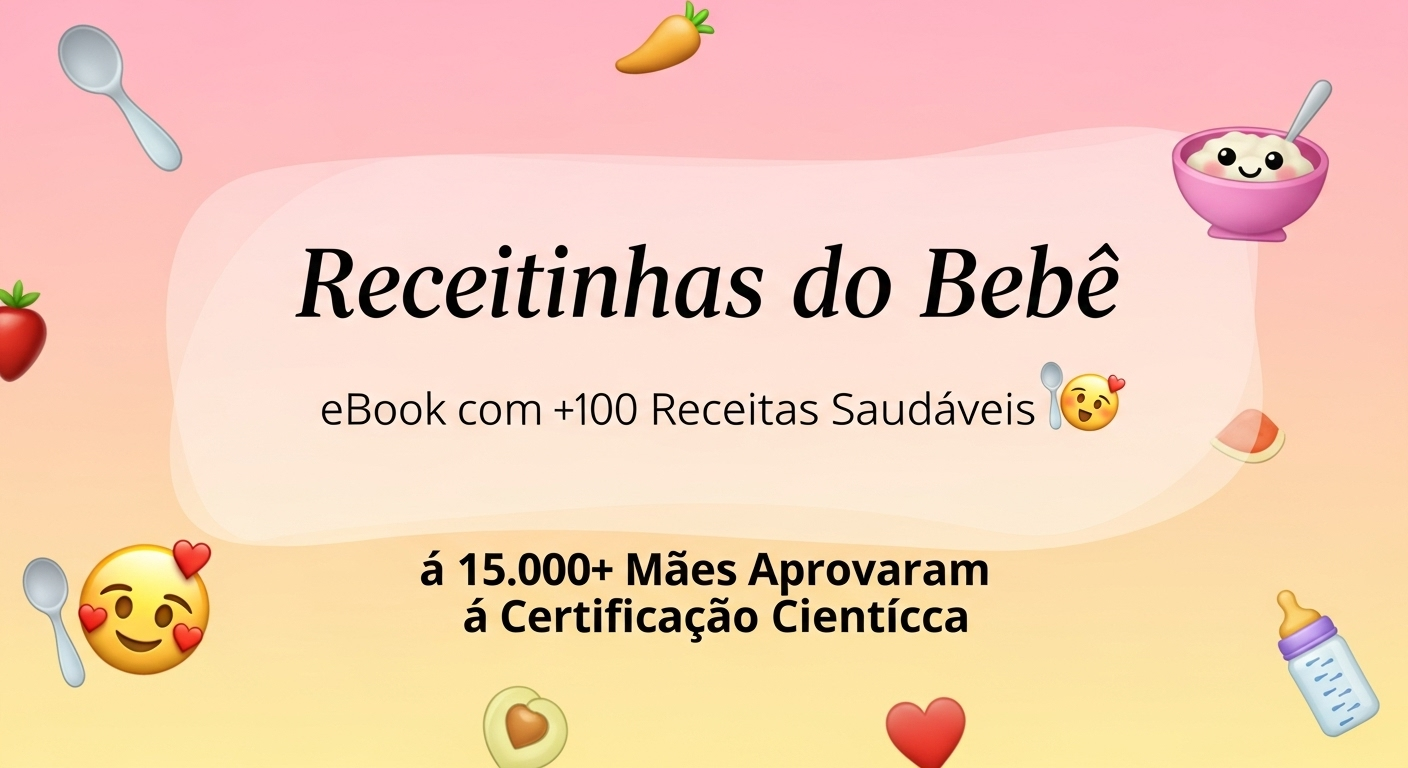 Receitinhas do Bebê
eBook com +100 Receitas Saudáveis
á 15.000+ Mães Aprovaram
á Certificação Cientícca